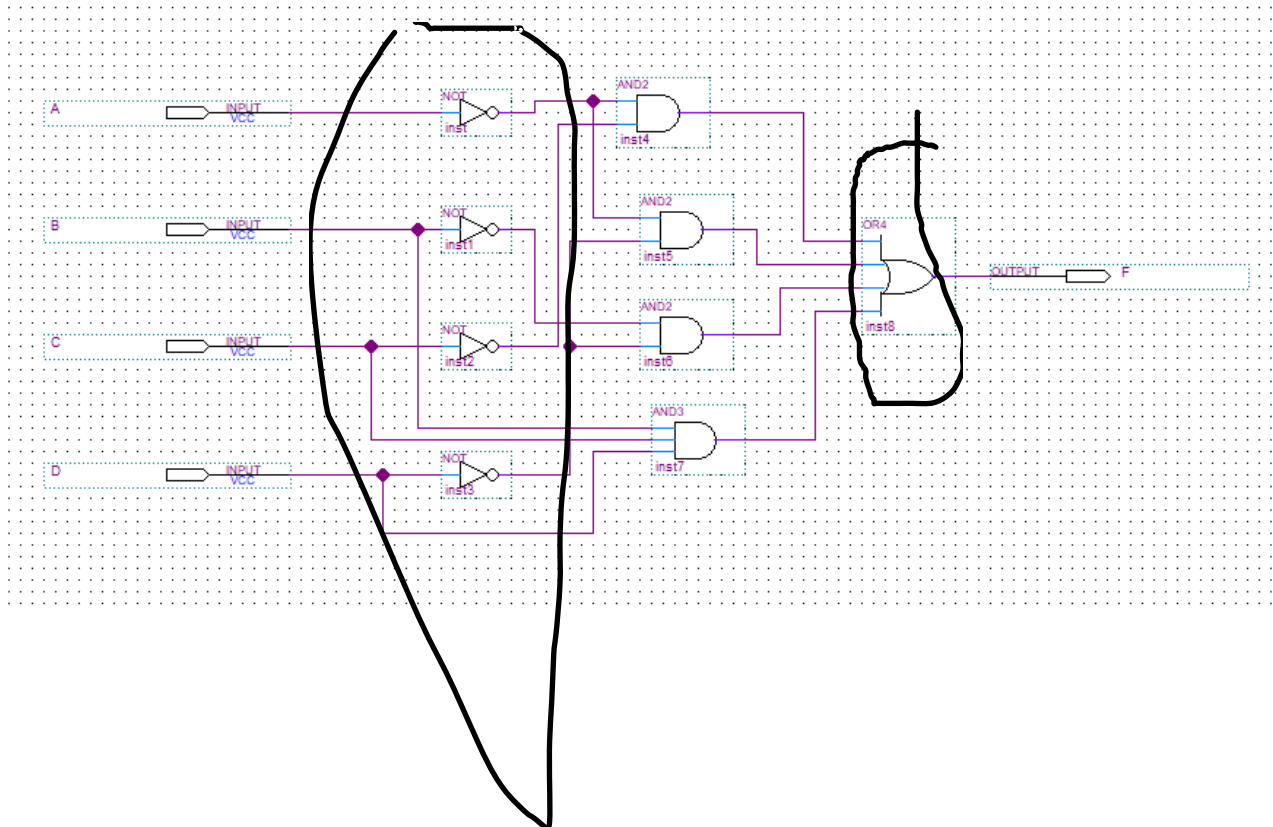 AND2
NOT
A INPUT
VCC
inst
inst4
AND2
NOT
OR4
B INPUT
VCC
inst1
inst5
OUTPUT F
AND2
NOT
inst8
C INPUT
VCC
inst2
inst6
AND3
NOT
D INPUT
VCC
inst7
inst3